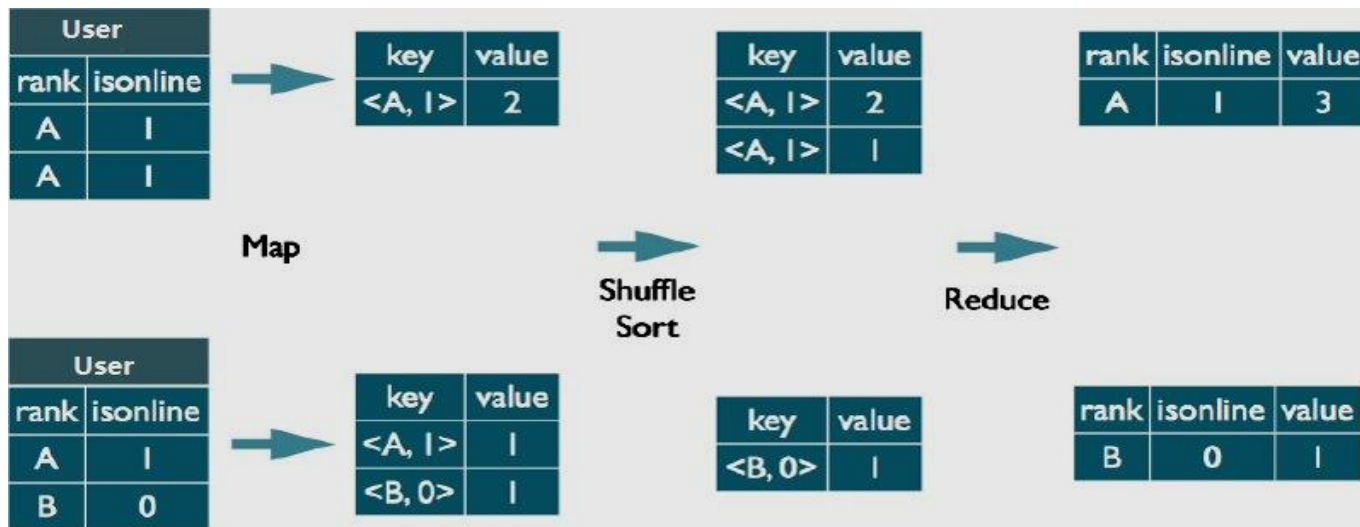 User
rank isonline
A 1
A 1
key value
<A, 1> 2
key value
<A, 1> 2
<A, 1> 1
rank isonline value
A 1 3
Map
Shuffle
Sort
Reduce
User
rank isonline
A 1
B 0
key value
<A, 1> 1
<B, 0> 1
key value
<B, 0> 1
rank isonline value
B 0 1